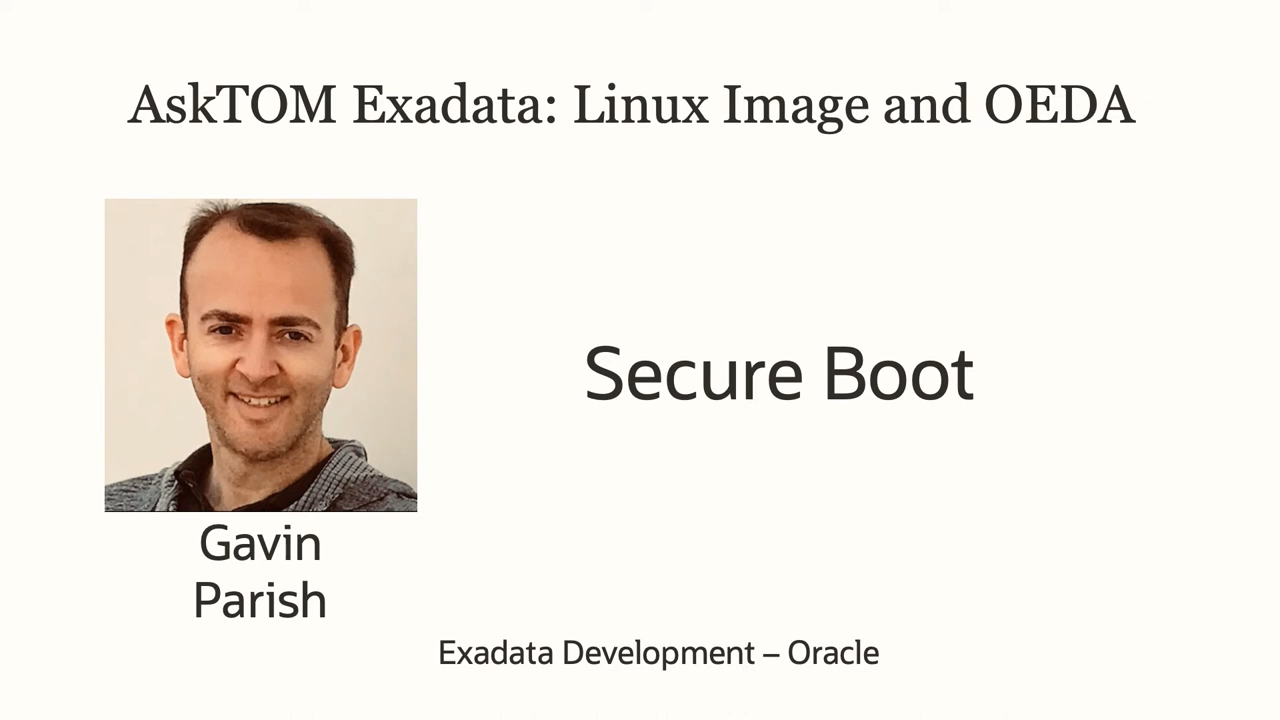 AskTOM Exadata: Linux Image and OEDA
Secure Boot
Gavin
Parish
Exadata Development – Oracle